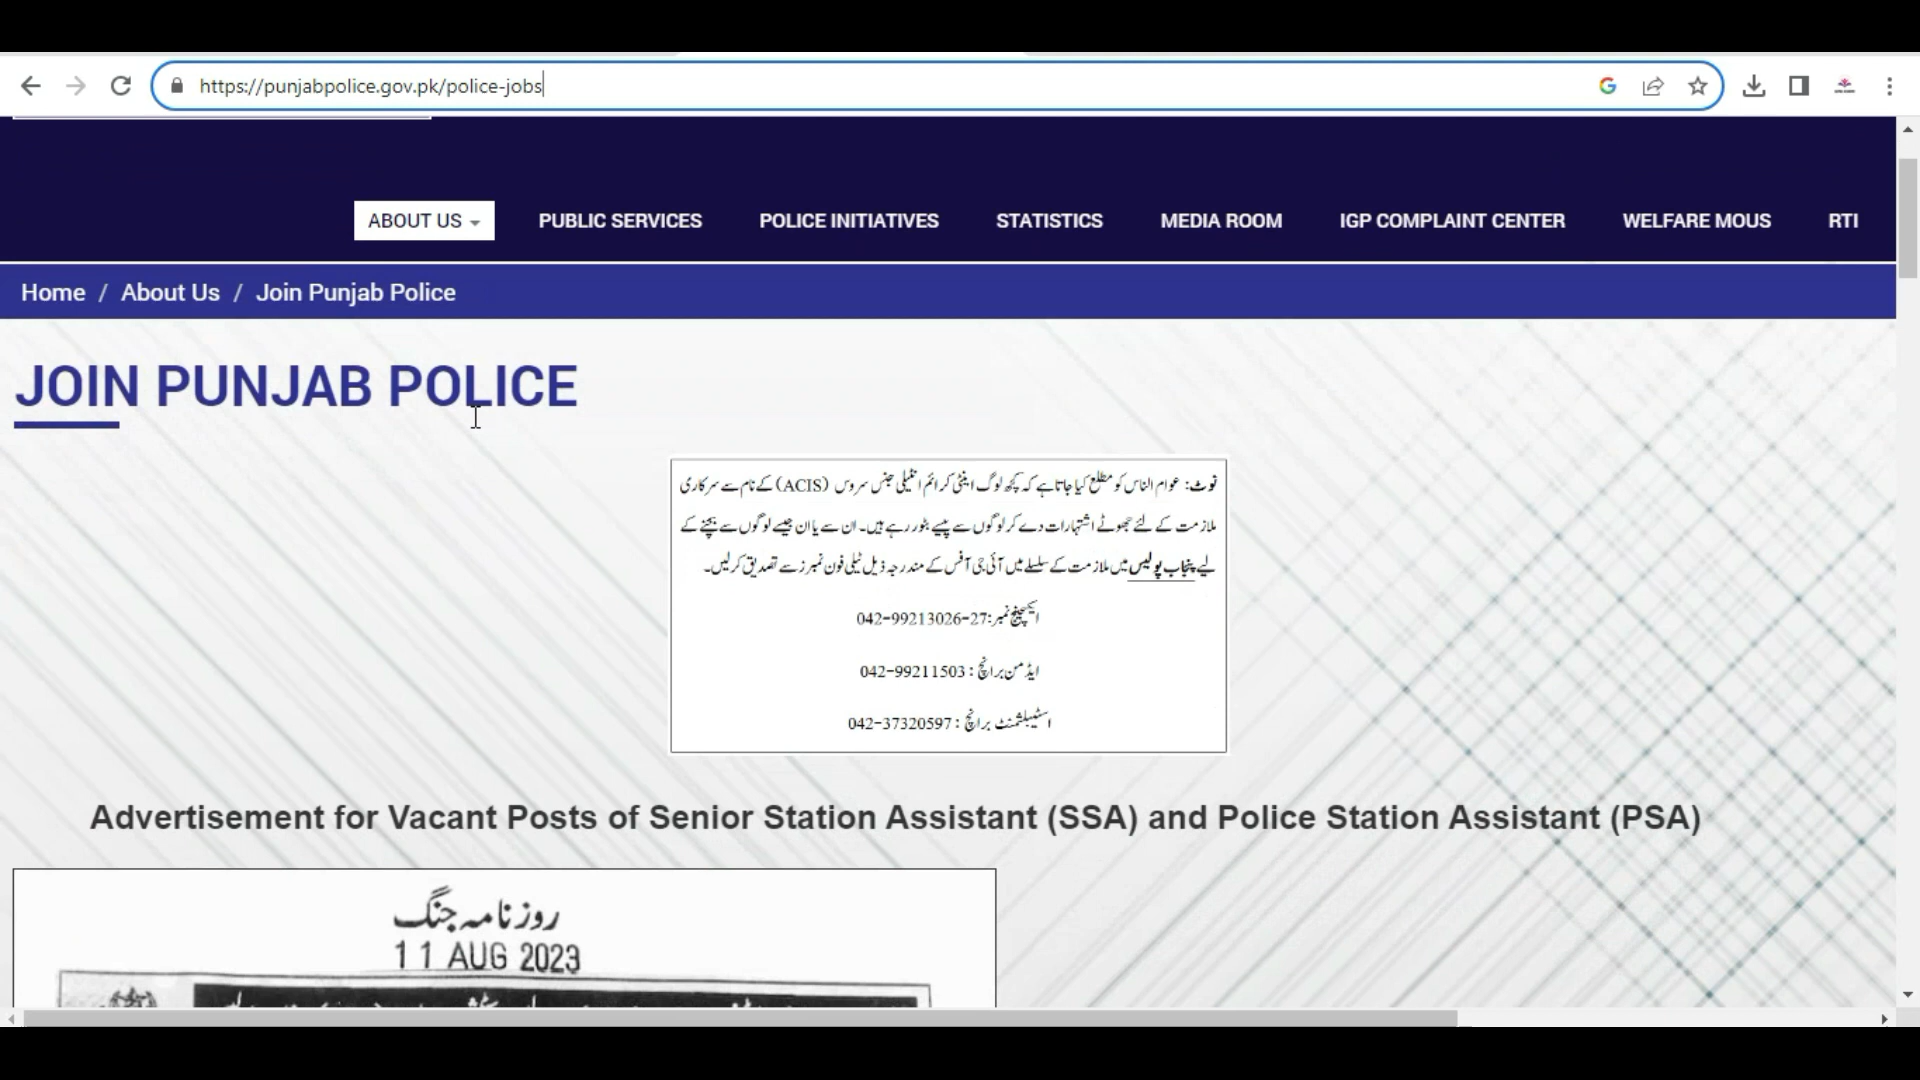 https://punjabpolice.gov.pk/police-jobs
ABOUT US
PUBLIC SERVICES
POLICE INITIATIVES
STATISTICS
MEDIA ROOM
IGP COMPLAINT CENTER
WELFARE MOUS
RTI
Home / About Us / Join Punjab Police
JOIN PUNJAB POLICE
نوٹ: عوام الناس کو مطلع کیا جاتا ہے کہ کچھ لوگ اینٹی کرائم انٹیلی جنس سروس (ACIS) کے نام سے سرکاری
ملازمت کے لئے جھوٹے اشتہارات دے کر لوگوں سے پیسے بٹور رہے ہیں۔ ان سے یا ان جیسے لوگوں سے بچنے کے
لیے پنجاب پولیس میں ملازمت کے سلسلے میں آئی جی آفس کے مندرجہ ذیل ٹیلی فون نمبرز سے تصدیق کر لیں۔
ایکسچینج نمبر: 042-99213026-27
ایڈمن برانچ : 042-99211503
اسٹیبلشمنٹ برانچ : 042-37320597
Advertisement for Vacant Posts of Senior Station Assistant (SSA) and Police Station Assistant (PSA)
روزنامہ جنگ
11 AUG 2023